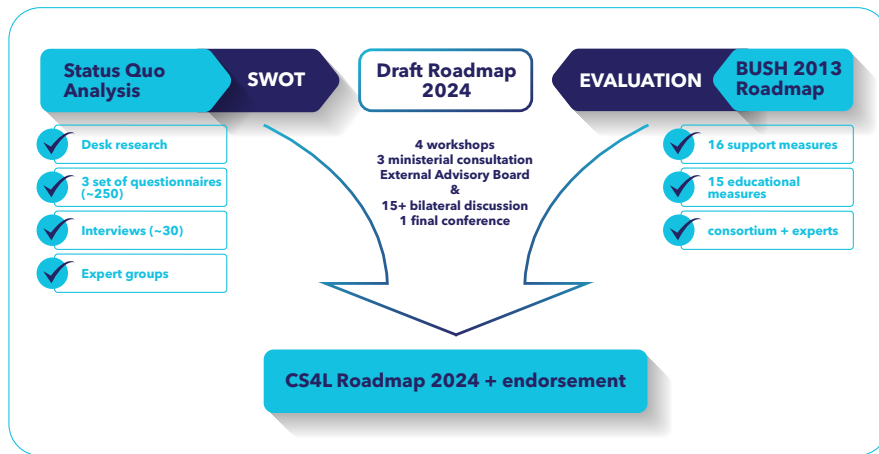 Status Quo
Analysis
SWOT
Draft Roadmap
2024
EVALUATION
BUSH 2013
Roadmap
Desk research
3 set of questionnaires
(~250)
Interviews (~30)
Expert groups
4 workshops
3 ministerial consultation
External Advisory Board
&
15+ bilateral discussion
1 final conference
16 support measures
15 educational
measures
consortium + experts
CS4L Roadmap 2024 + endorsement